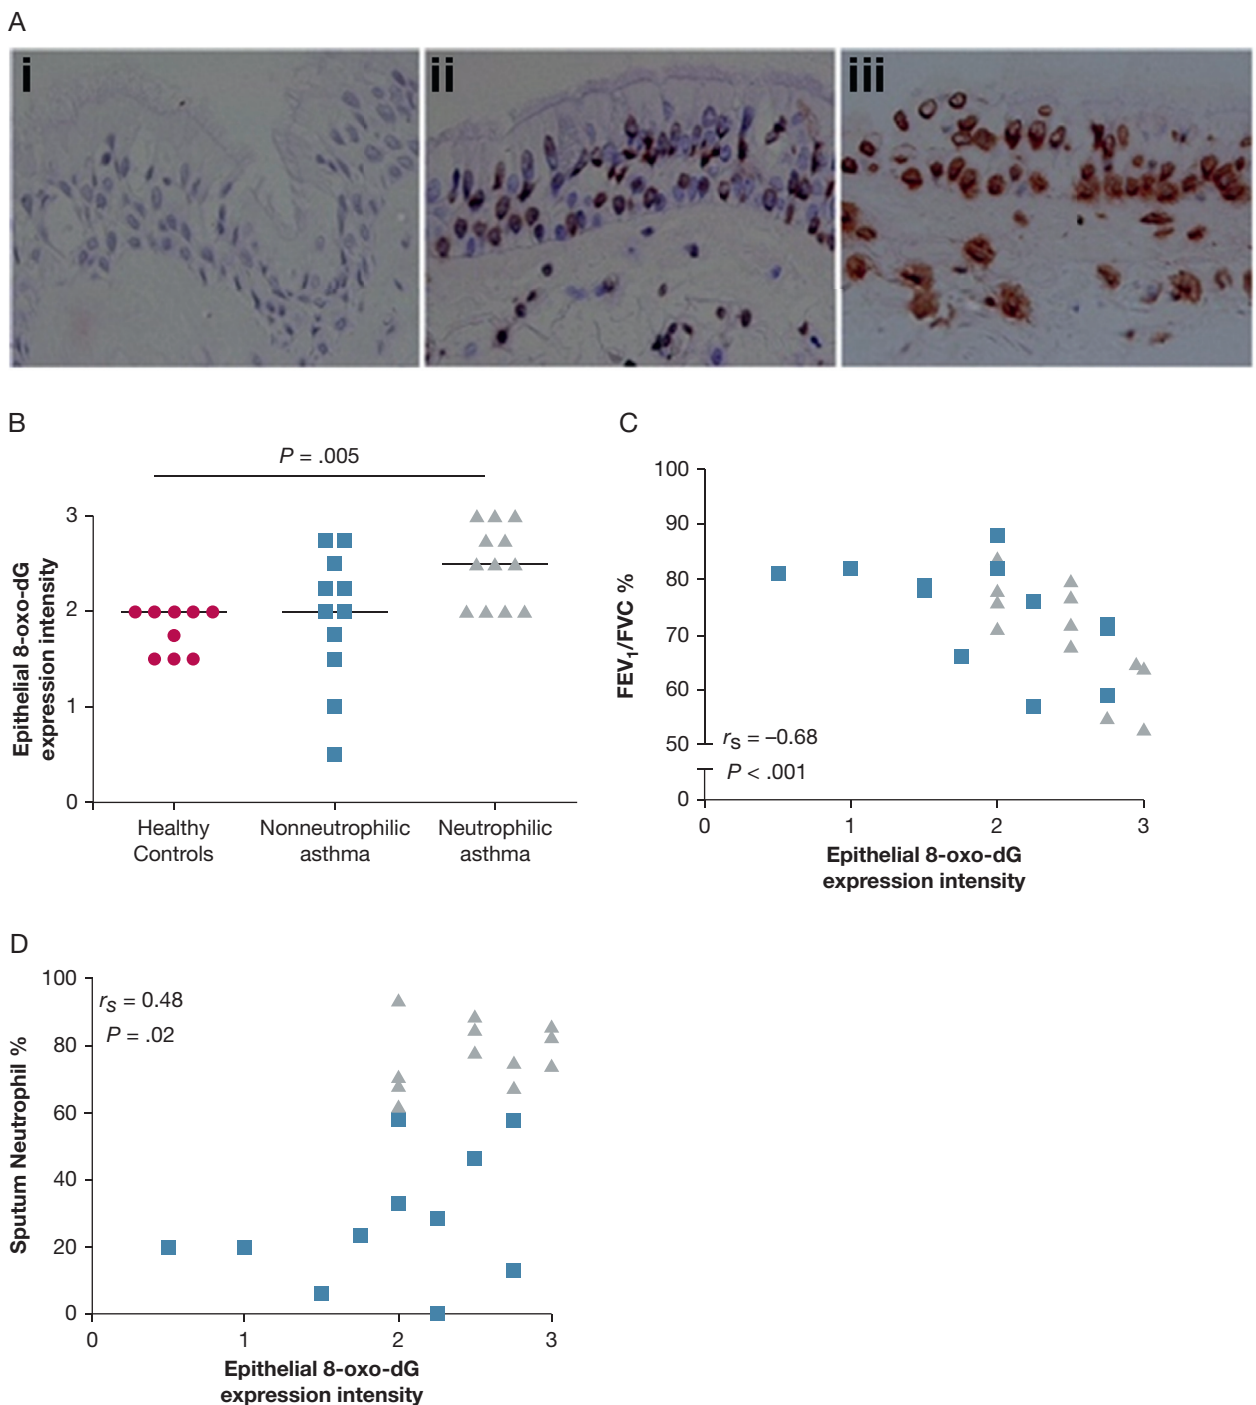 A
i
ii
iii
B
P = .005
3
2
1
0
Epithelial 8-oxo-dG
expression intensity
Healthy
Controls
Nonneutrophilic
asthma
Neutrophilic
asthma
C
100
90
80
70
60
50
0
FEV1/FVC %
rS = –0.68
P < .001
0
1
2
3
Epithelial 8-oxo-dG
expression intensity
D
100
80
60
40
20
0
Sputum Neutrophil %
rS = 0.48
P = .02
0
1
2
3
Epithelial 8-oxo-dG
expression intensity